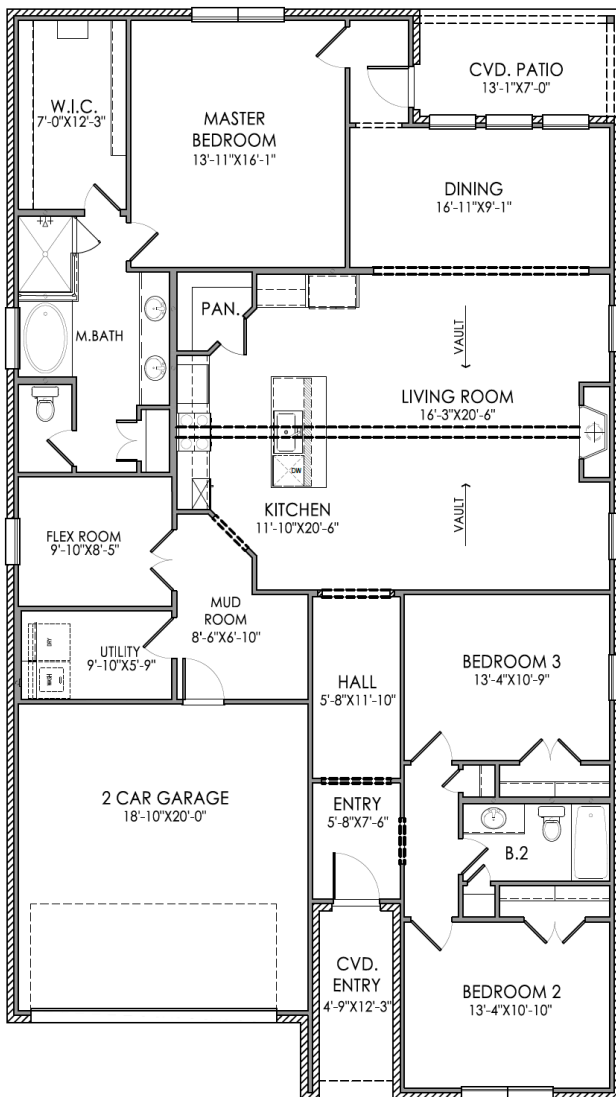 CVD. PATIO
13'-1"X7'-0"
W.I.C.
7'-0"X12'-3"
MASTER
BEDROOM
13'-11"X16'-1"
DINING
16'-11"X9'-1"
PAN.
M.BATH
VAULT
LIVING ROOM
16'-3"X20'-6"
DW
KITCHEN
11'-10"X20'-6"
VAULT
FLEX ROOM
9'-10"X8'-5"
MUD
ROOM
8'-6"X6'-10"
DRY
WASH
UTILITY
9'-10"X5'-9"
HALL
5'-8"X11'-10"
BEDROOM 3
13'-4"X10'-9"
2 CAR GARAGE
18'-10"X20'-0"
ENTRY
5'-8"X7'-6"
B.2
CVD.
ENTRY
4'-9"X12'-3"
BEDROOM 2
13'-4"X10'-10"